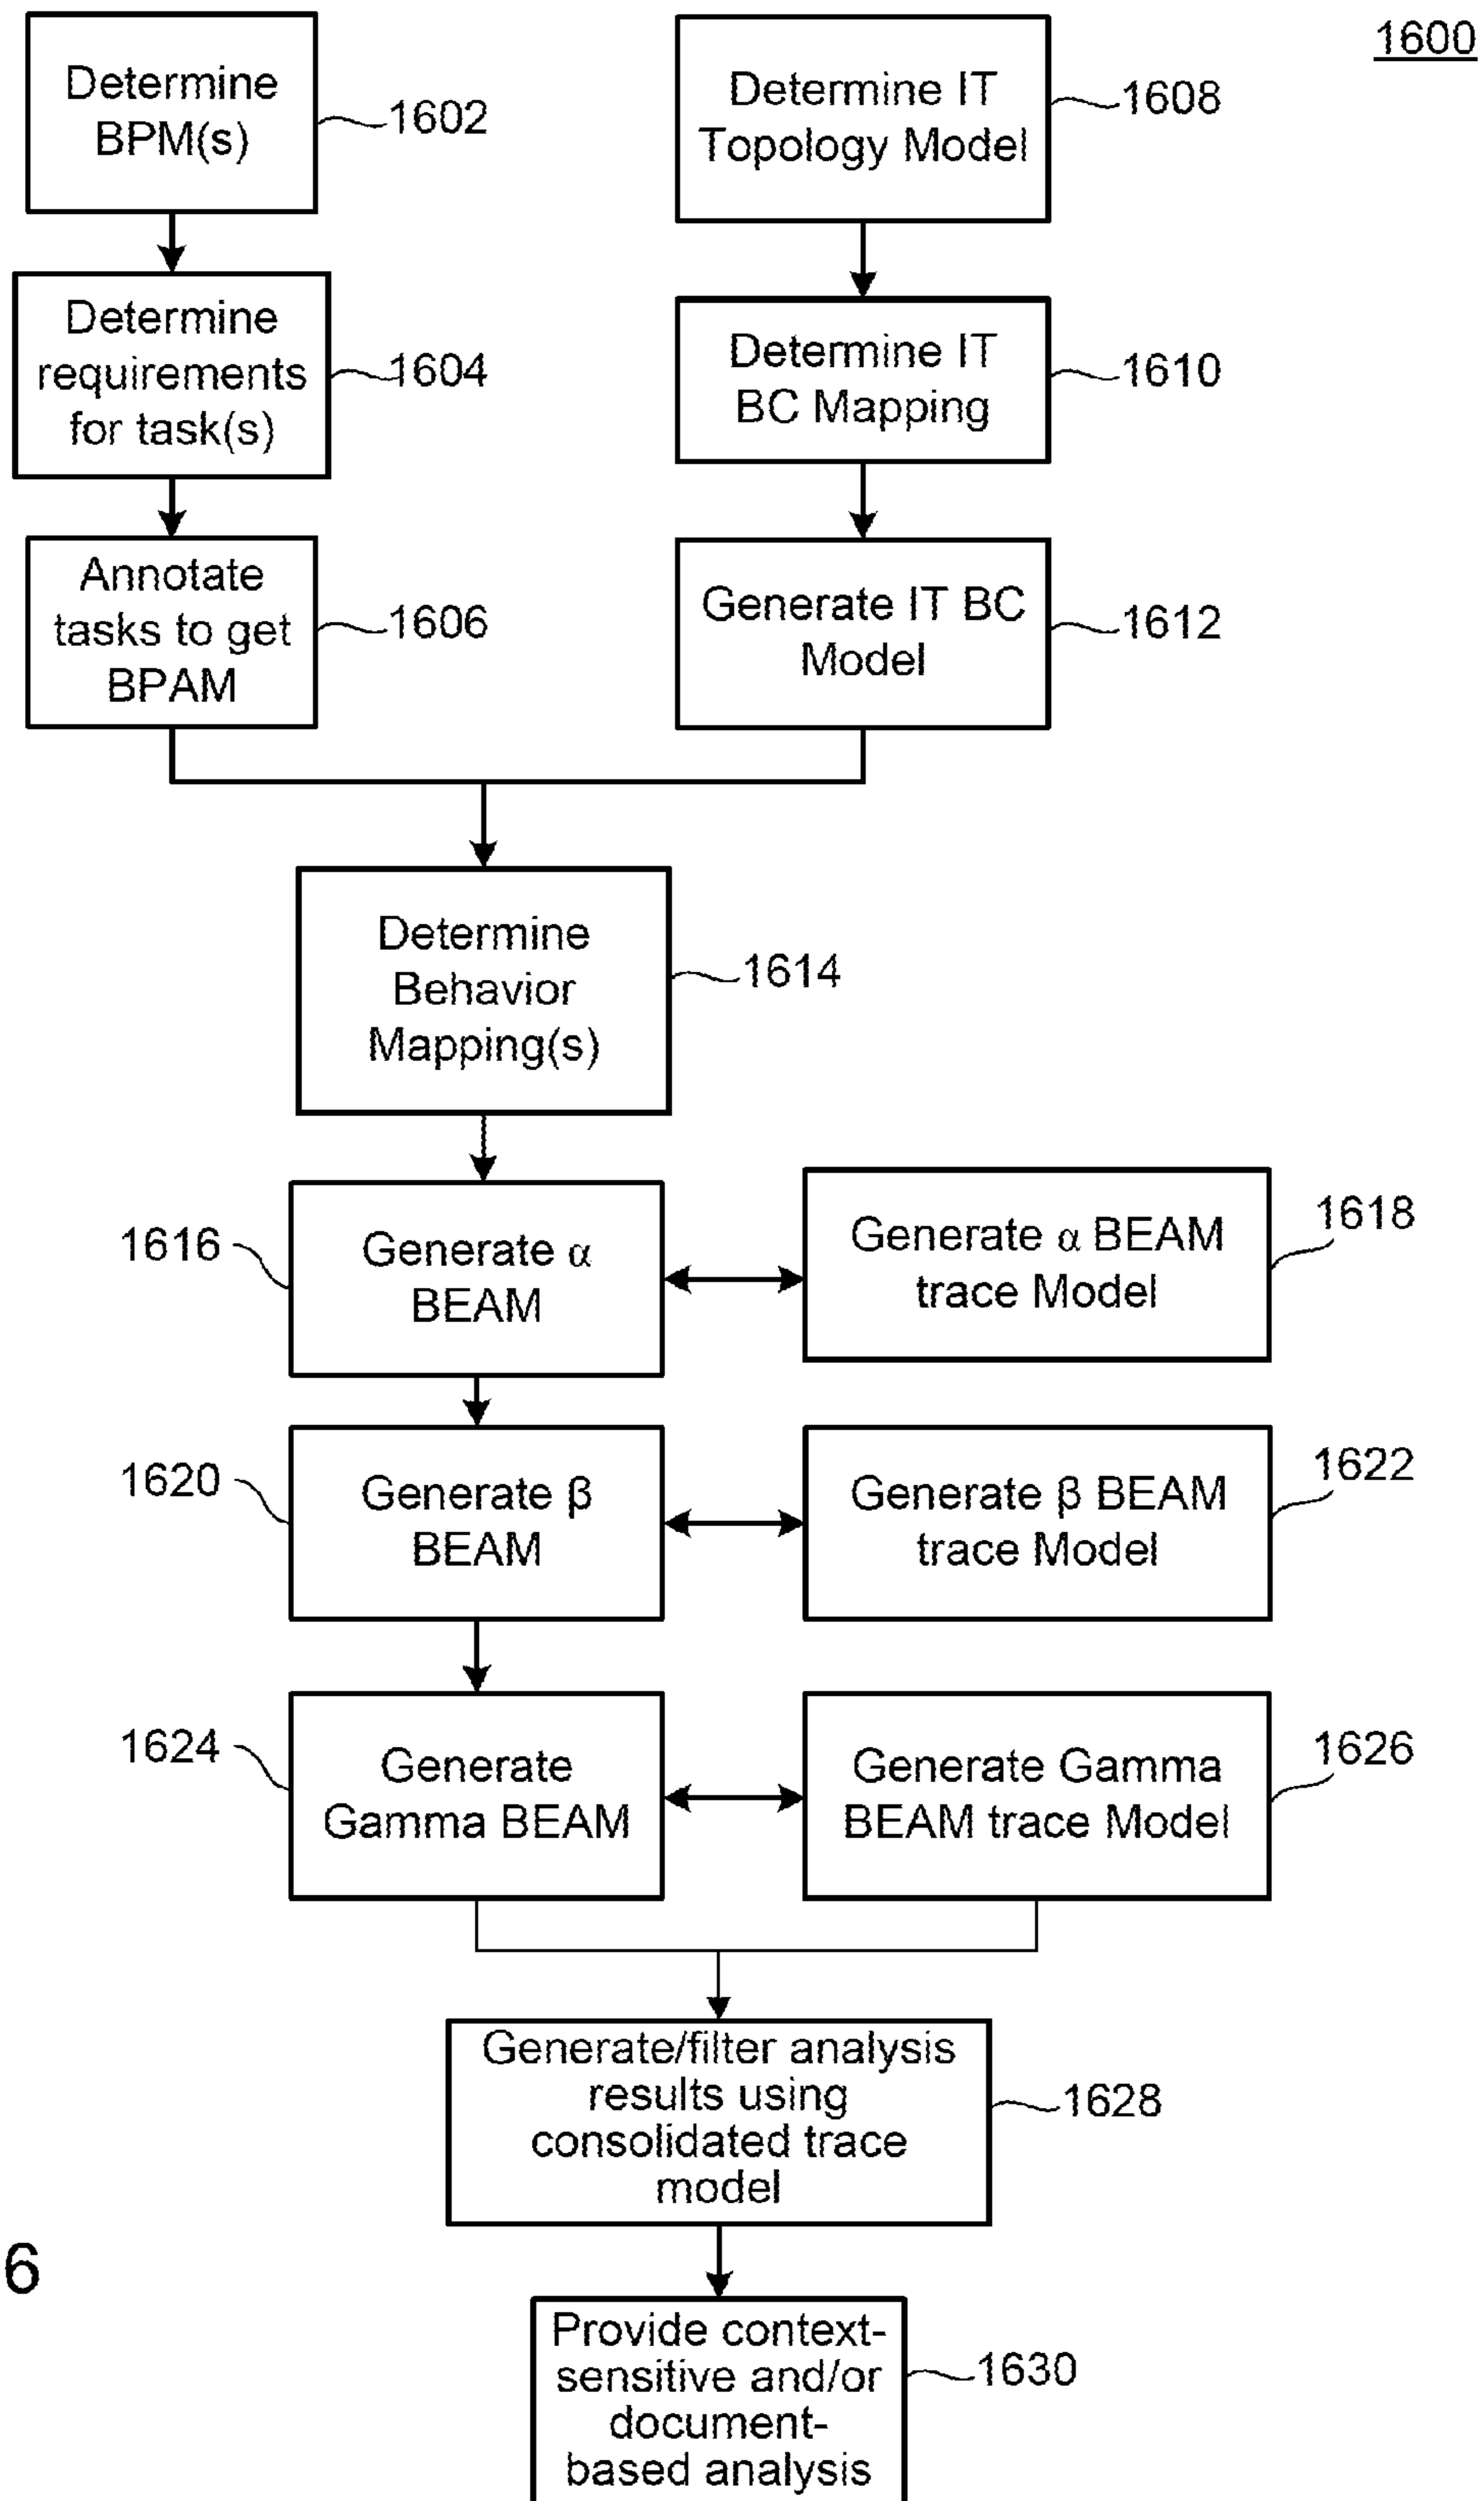 1600
Determine
BPM(s)
1602
Determine IT
Topology Model
1608
Determine
requirements
for task(s)
1604
Determine IT
BC Mapping
1610
Annotate
tasks to get
BPAM
1606
Generate IT BC
Model
1612
Determine
Behavior
Mapping(s)
1614
1616
Generate α
BEAM
Generate α BEAM
trace Model
1618
1620
Generate β
BEAM
Generate β BEAM
trace Model
1622
1624
Generate
Gamma BEAM
Generate Gamma
BEAM trace Model
1626
Generate/filter analysis
results using
consolidated trace
model
1628
6
Provide context-
sensitive and/or
document-
based analysis
1630